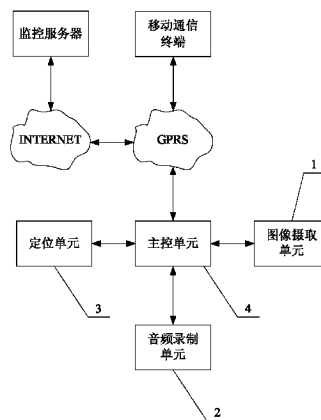 监控服务器
移动通信
终端
INTERNET
GPRS
1
定位单元
主控单元
图像摄取
单元
3
4
音频录制
单元
2